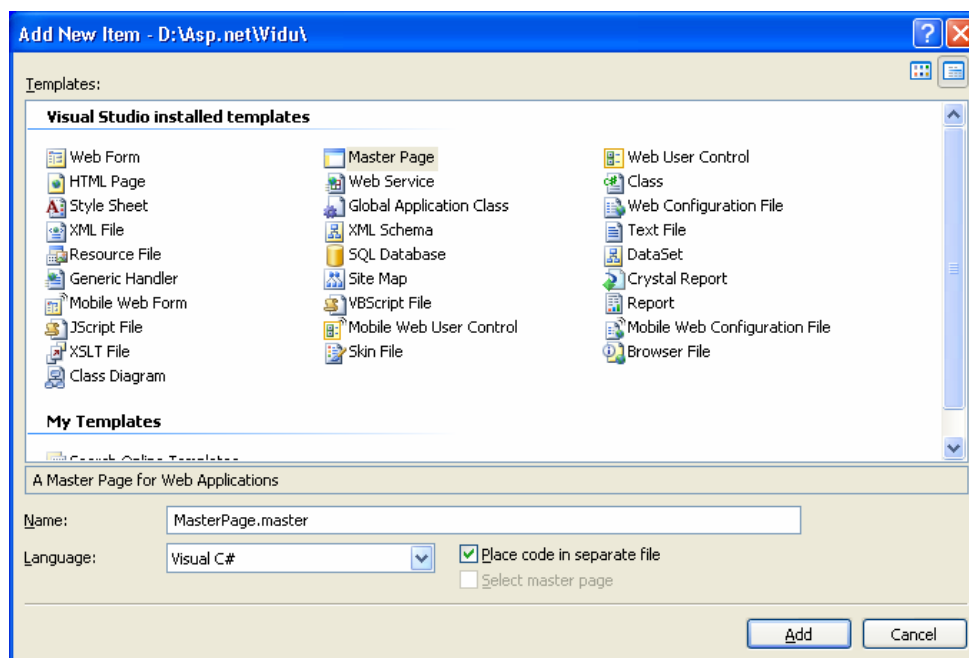 Add New Item - D:\Asp.net\Vidu\
Templates:
Visual Studio installed templates
Web Form Master Page Web User Control
HTML Page Web Service Class
Style Sheet Global Application Class Web Configuration File
XML File XML Schema Text File
Resource File SQL Database DataSet
Generic Handler Site Map Crystal Report
Mobile Web Form VBScript File Report
JScript File Mobile Web User Control Mobile Web Configuration File
XSLT File Skin File Browser File
Class Diagram
My Templates
Search Online Templates
A Master Page for Web Applications
Name: MasterPage.master
Language: Visual C# Place code in separate file
Select master page
Add Cancel